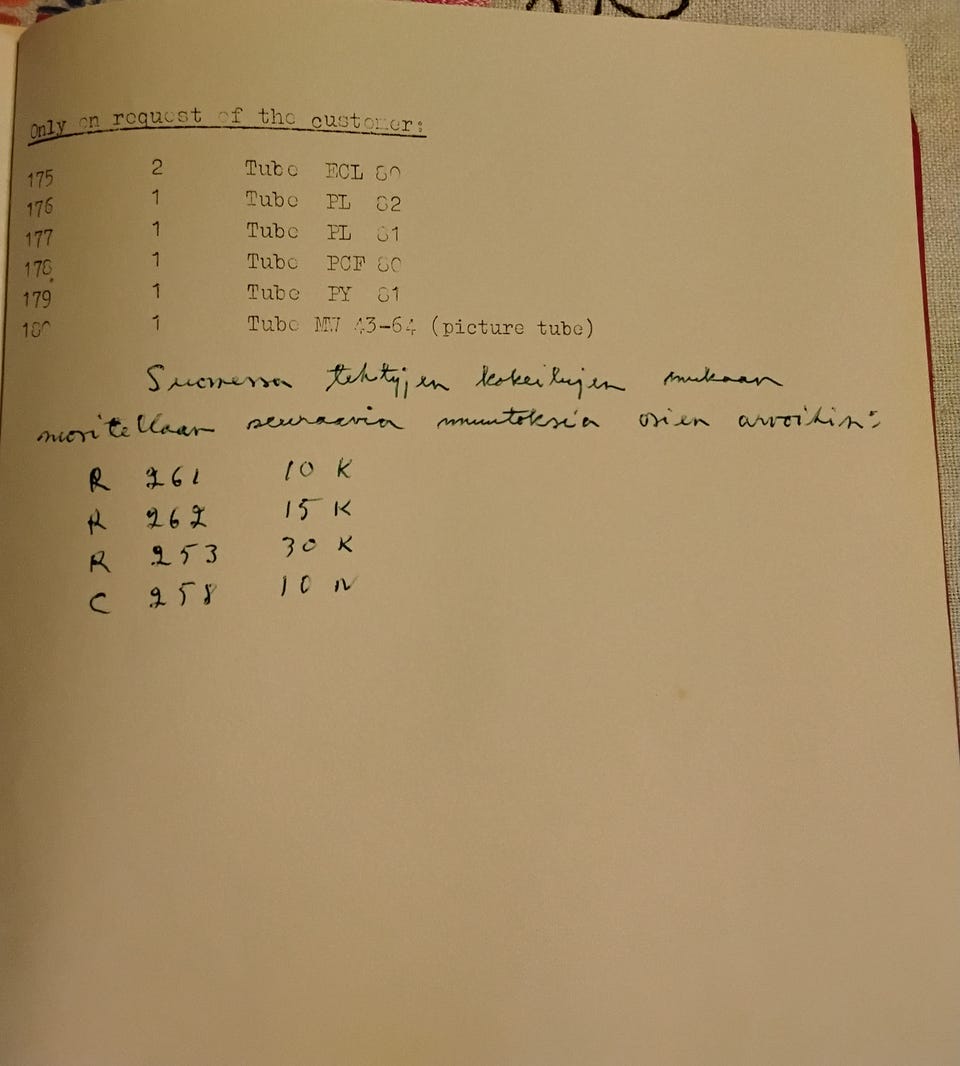 Only on request of the customer:
175 2 Tube ECL 80
176 1 Tube PL 82
177 1 Tube PL 81
178 1 Tube PCF 80
179 1 Tube PY 81
180 1 Tube MW 43-64 (picture tube)
Suomessa tehtyjen kokeilujen mukaan
suositellaan seuraavia muutoksia osien arvoihin:
R 261 10 K
R 262 15 K
R 253 30 K
C 258 10 N